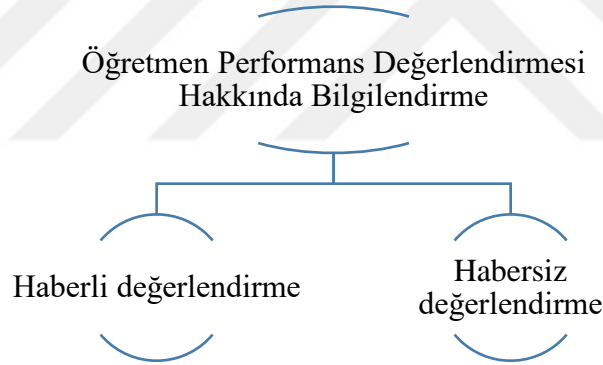 Öğretmen Performans Değerlendirmesi
Hakkında Bilgilendirme
Haberli değerlendirme
Habersiz
değerlendirme